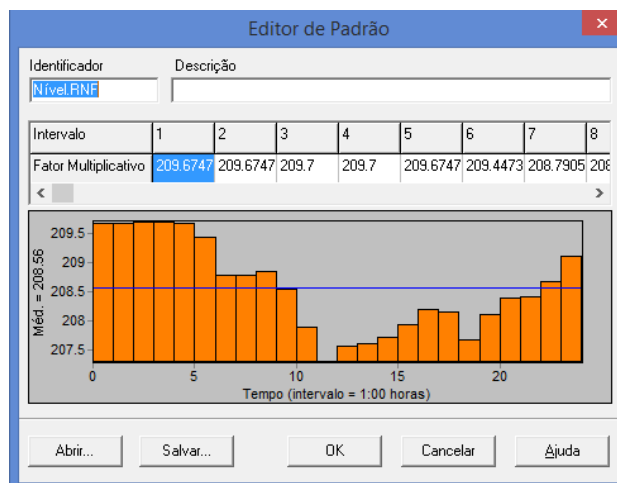 Editor de Padrão
Identificador Descrição
Nível.RNF
Intervalo 1 2 3 4 5 6 7 8
Fator Multiplicativo 209.6747 209.6747 209.7 209.7 209.6747 209.4473 208.7905 208
209.5
209
208.5
208
207.5
Méd. = 208.56
0 5 10 15 20
Tempo (intervalo = 1:00 horas)
Abrir... Salvar... OK Cancelar Ajuda